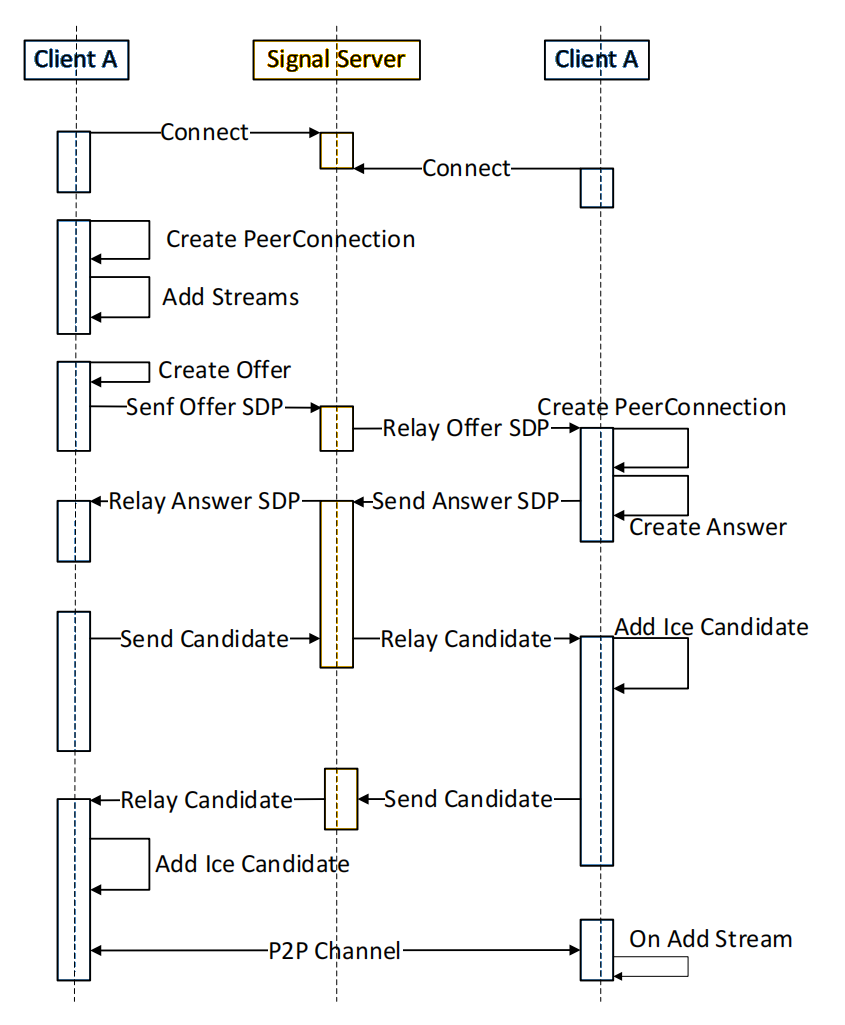 Client A
Signal Server
Client A
Connect
Connect
Create PeerConnection
Add Streams
Create Offer
Senf Offer SDP
Create PeerConnection
Relay Offer SDP
Relay Answer SDP
Send Answer SDP
Create Answer
Add Ice Candidate
Send Candidate
Relay Candidate
Relay Candidate
Send Candidate
Add Ice Candidate
On Add Stream
P2P Channel